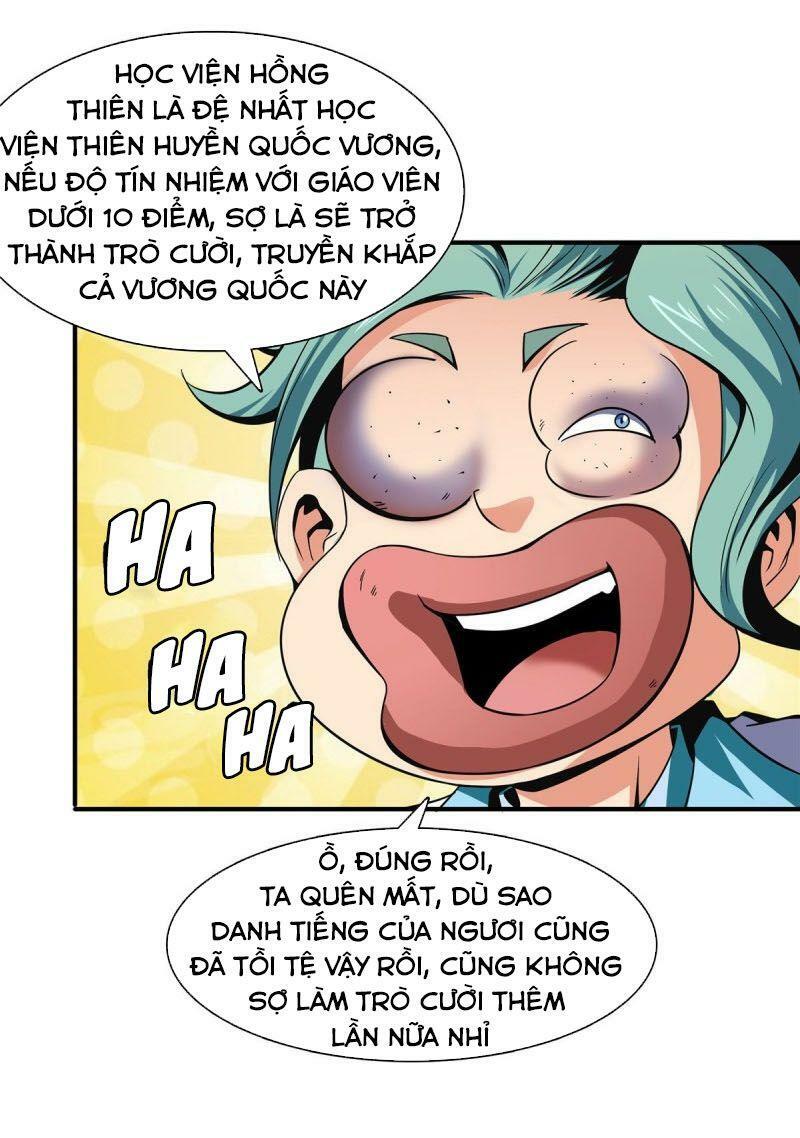 HỌC VIỆN HỒNG
THIÊN LÀ ĐỆ NHẤT HỌC
VIỆN THIÊN HUYỀN QUỐC VƯƠNG,
NẾU ĐỘ TÍN NHIỆM VỚI GIÁO VIÊN
DƯỚI 10 ĐIỂM, SỢ LÀ SẼ TRỞ
THÀNH TRÒ CƯỜI, TRUYỀN KHẮP
CẢ VƯƠNG QUỐC NÀY
HA
HA
HA
Ồ, ĐÚNG RỒI,
TA QUÊN MẤT, DÙ SAO
DANH TIẾNG CỦA NGƯƠI CŨNG
ĐÃ TỒI TỆ VẬY RỒI, CŨNG KHÔNG
SỢ LÀM TRÒ CƯỜI THÊM
LẦN NỮA NHỈ